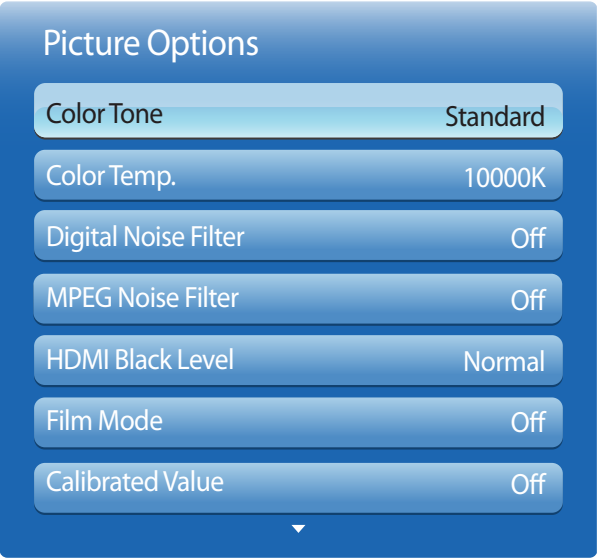 Picture Options
Color Tone Standard
Color Temp. 10000K
Digital Noise Filter Off
MPEG Noise Filter Off
HDMI Black Level Normal
Film Mode Off
Calibrated Value Off